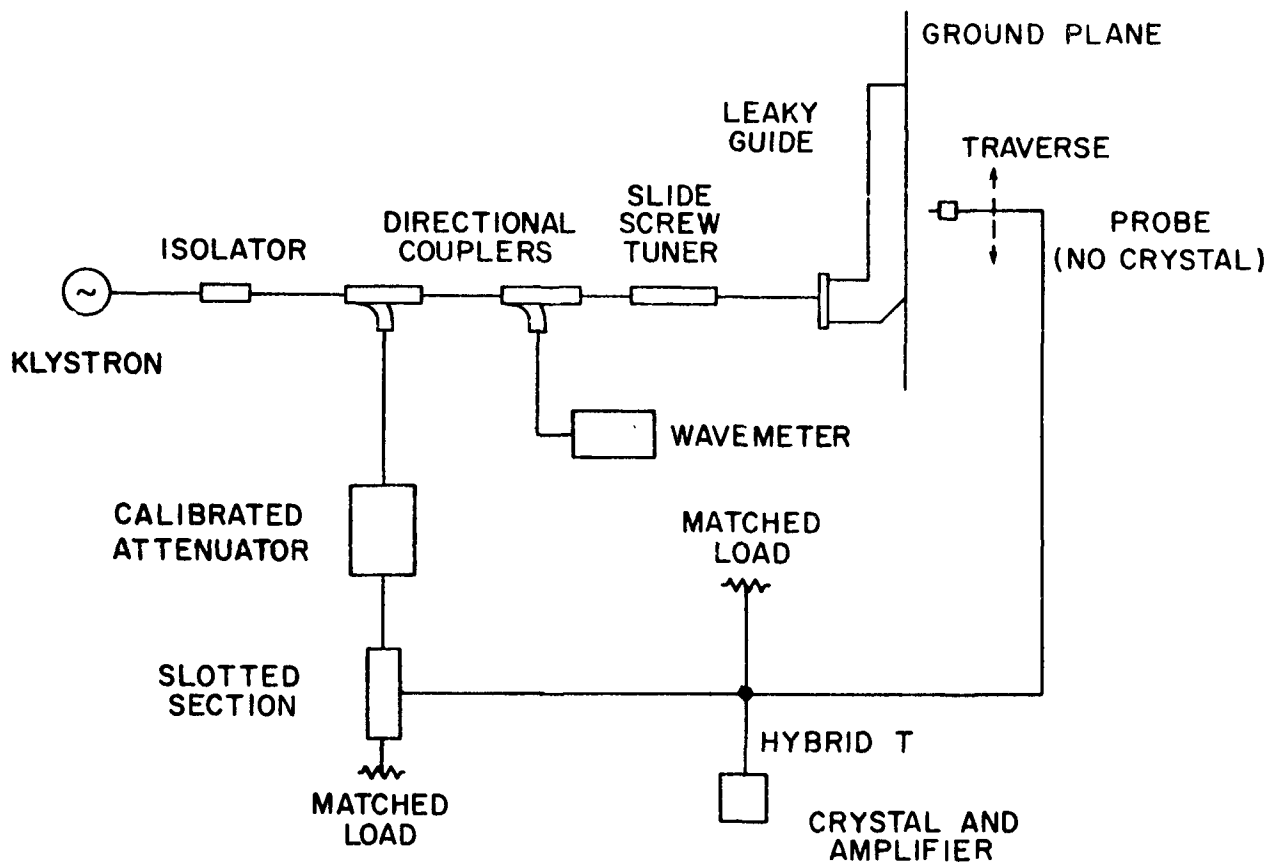 GROUND PLANE
LEAKY
GUIDE
TRAVERSE
PROBE
(NO CRYSTAL)
SLIDE
SCREW
TUNER
DIRECTIONAL
COUPLERS
ISOLATOR
~
KLYSTRON
WAVEMETER
CALIBRATED
ATTENUATOR
MATCHED
LOAD
SLOTTED
SECTION
HYBRID T
MATCHED
LOAD
CRYSTAL AND
AMPLIFIER